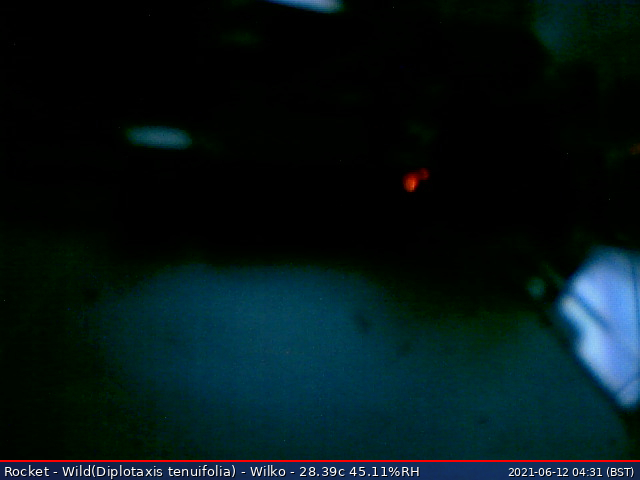 Rocket - Wild(Diplotaxis tenuifolia) - Wilko - 28.39c 45.11%RH 2021-06-12 04:31 (BST)